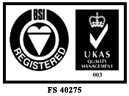 BSI
REGISTERED
UKAS
QUALITY
MANAGEMENT
003
FS 40275